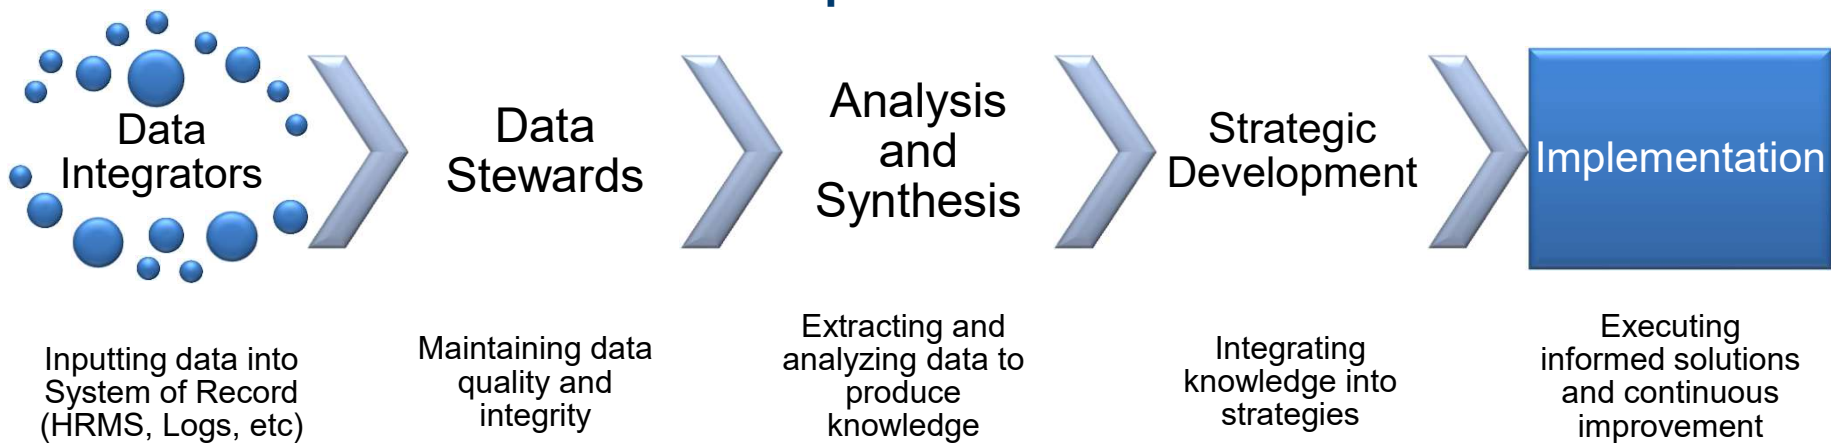 Data
Integrators
Data
Stewards
Analysis
and
Synthesis
Strategic
Development
Implementation
Inputting data into
System of Record
(HRMS, Logs, etc)
Maintaining data
quality and
integrity
Extracting and
analyzing data to
produce
knowledge
Integrating
knowledge into
strategies
Executing
informed solutions
and continuous
improvement